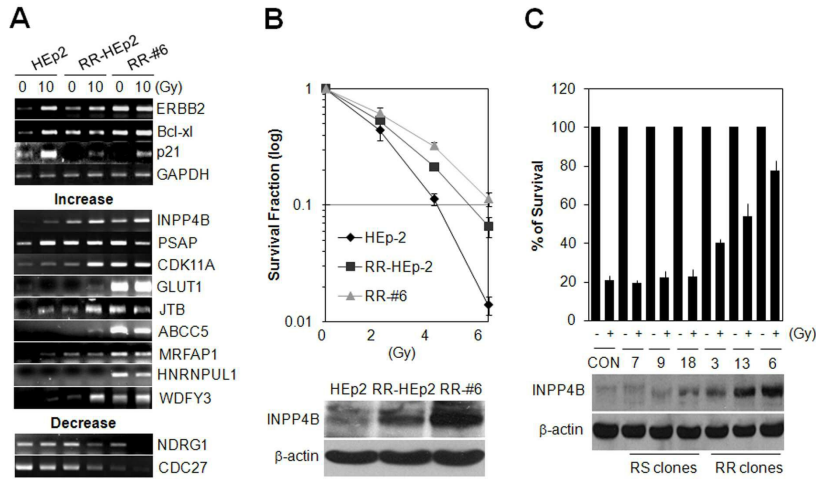 A
HEp2 RR-HEp2 RR-#6
0 10 0 10 0 10 (Gy)
ERBB2
Bcl-xl
p21
GAPDH
Increase
INPP4B
PSAP
CDK11A
GLUT1
JTB
ABCC5
MRFAP1
HNRNPUL1
WDFY3
Decrease
NDRG1
CDC27
B
Survival Fraction (log)
1
0.1
0.01
HEp-2
RR-HEp-2
RR-#6
0 2 4 6
(Gy)
HEp2 RR-HEp2 RR-#6
INPP4B
β-actin
C
% of Survival
120
100
80
60
40
20
0
- + - + - + - + - + - + - + (Gy)
CON 7 9 18 3 13 6
INPP4B
β-actin
RS clones RR clones